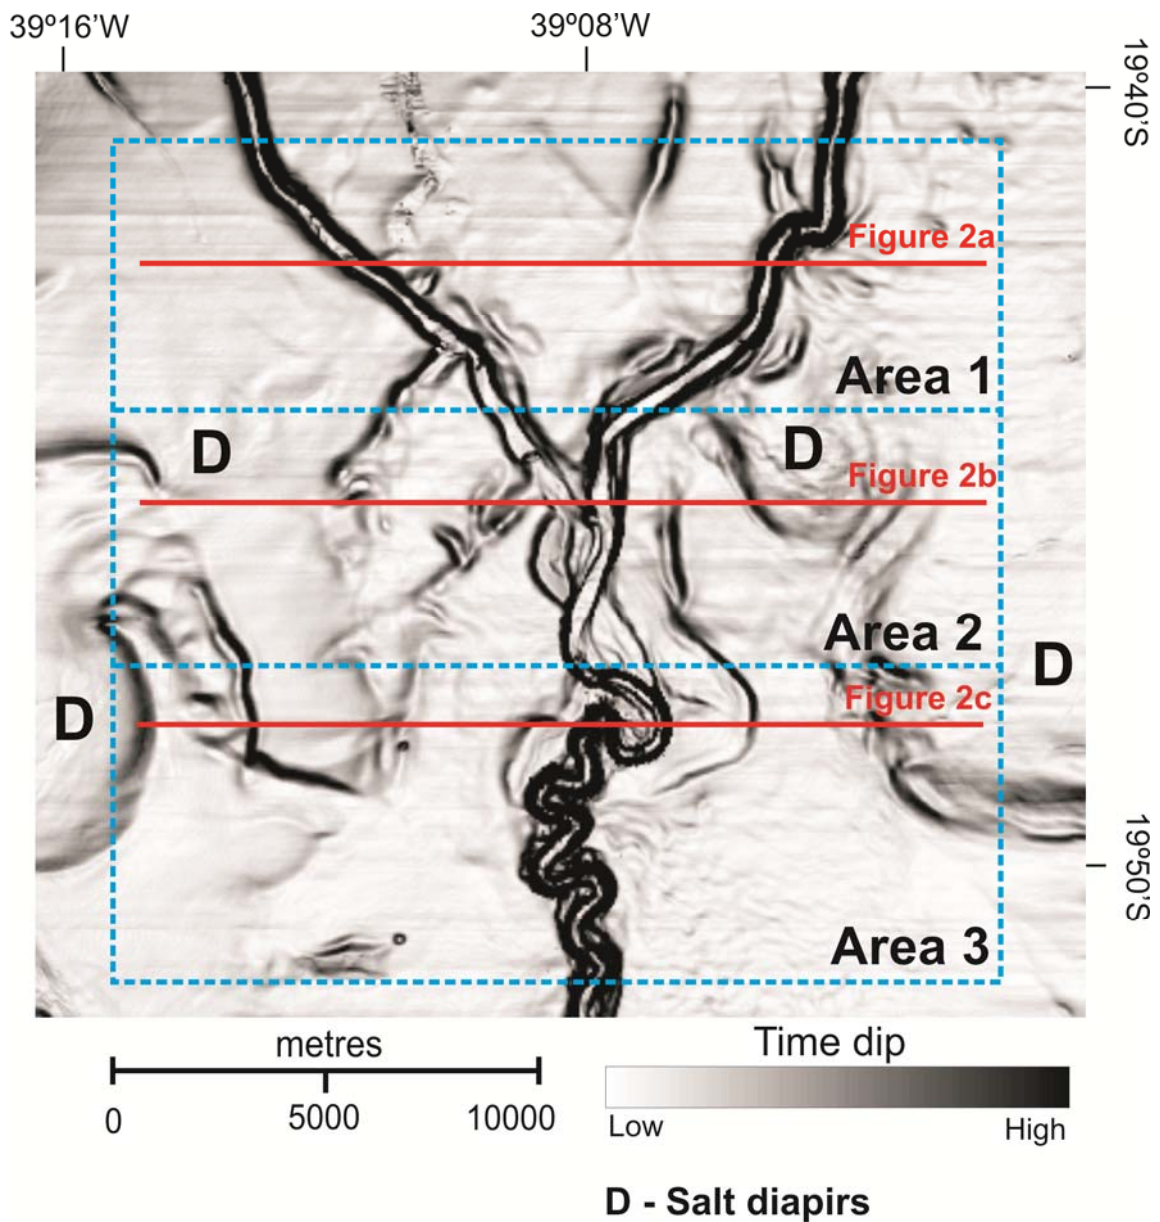 39º16’W
39º08’W
19º40’S
Figure 2a
Area 1
D
D
Figure 2b
Area 2
D
Figure 2c
D
19º50’S
Area 3
metres
0
5000
10000
Time dip
Low
High
D - Salt diapirs